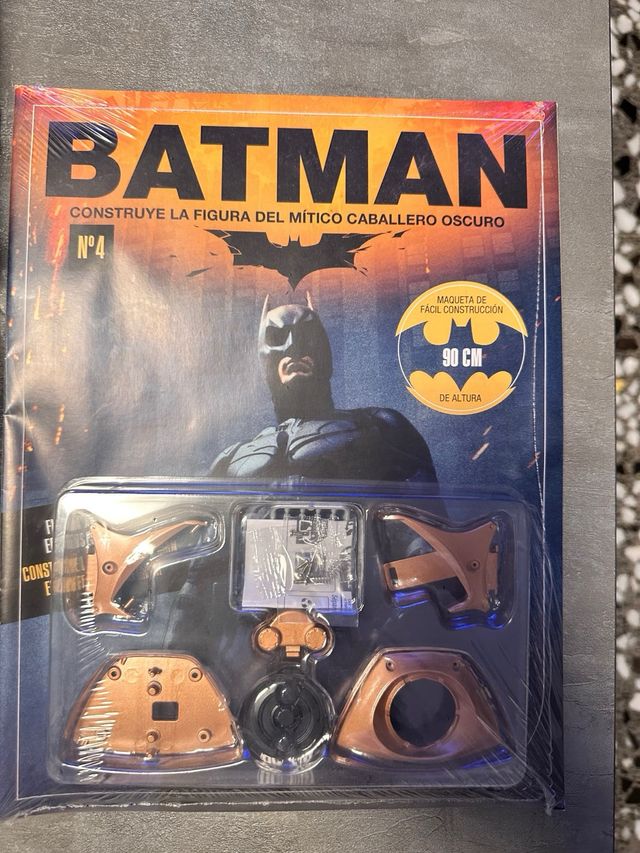 BATMAN
CONSTRUYE LA FIGURA DEL MÍTICO CABALLERO OSCURO
Nº4
MAQUETA DE
FÁCIL CONSTRUCCIÓN
90 CM
DE ALTURA